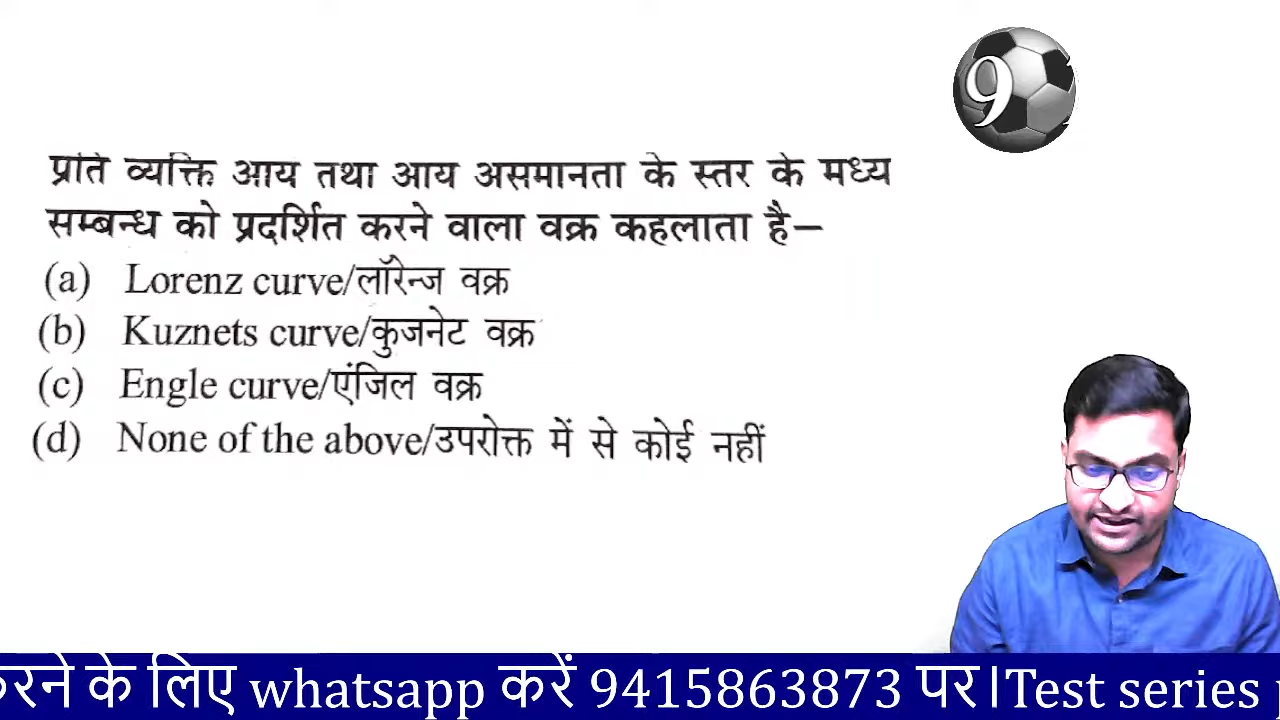 9
प्रति व्यक्ति आय तथा आय असमानता के स्तर के मध्य
सम्बन्ध को प्रदर्शित करने वाला वक्र कहलाता है–
(a) Lorenz curve/लॉरेन्ज वक्र
(b) Kuznets curve/कुजनेट वक्र
(c) Engle curve/एंजिल वक्र
(d) None of the above/उपरोक्त में से कोई नहीं
करने के लिए whatsapp करें 9415863873 पर।Test series